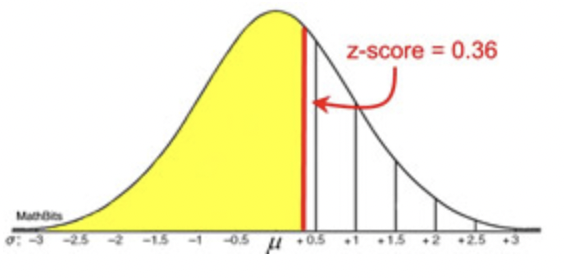 z-score = 0.36
MathBits
σ: -3 -2.5 -2 -1.5 -1 -0.5 μ +0.5 +1 +1.5 +2 +2.5 +3